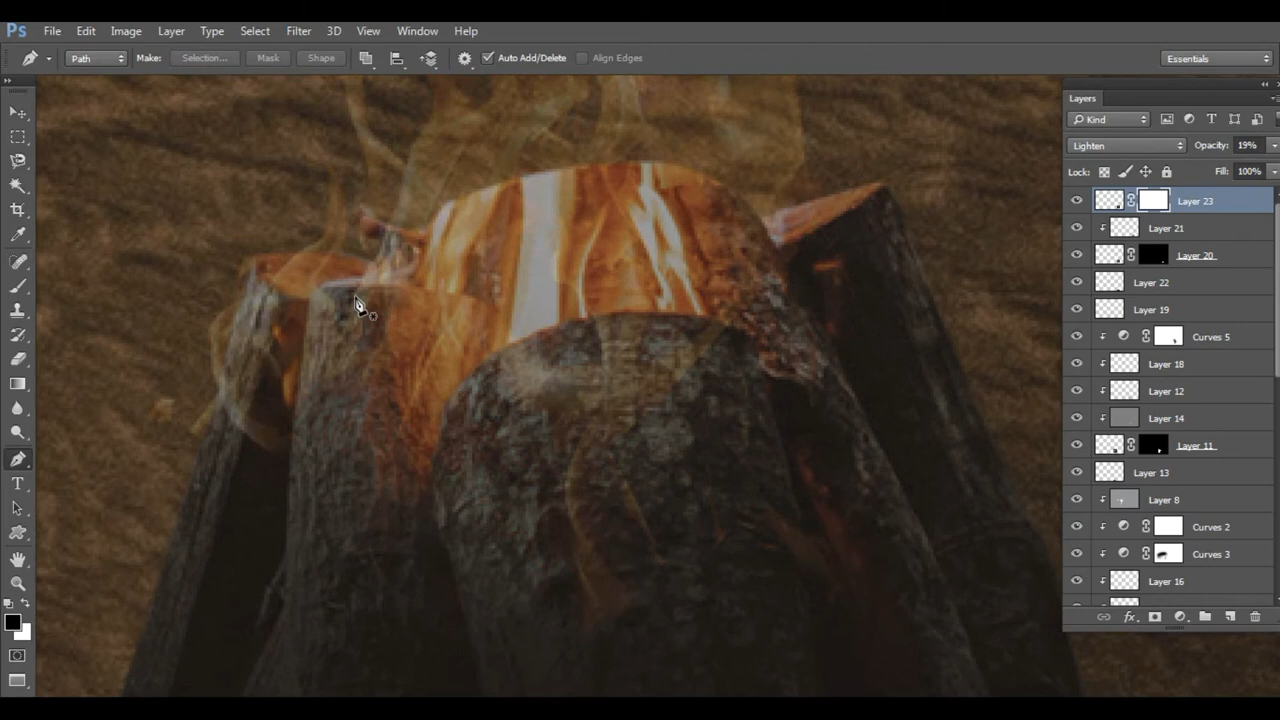 Ps File Edit Image Layer Type Select Filter 3D View Window Help
Path Make: Selection... Mask Shape Auto Add/Delete Align Edges Essentials
Layers
Kind T
Lighten Opacity: 19%
Lock: Fill: 100%
Layer 23
Layer 21
Layer 20
Layer 22
Layer 19
Curves 5
Layer 18
Layer 12
Layer 14
Layer 11
Layer 13
Layer 8
Curves 2
Curves 3
Layer 16
T
fx